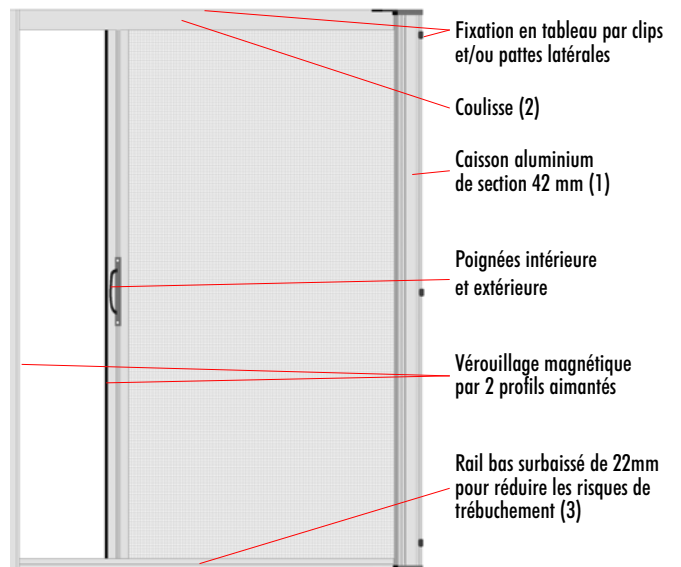 Fixation en tableau par clips
et/ou pattes latérales
Coulisse (2)
Caisson aluminium
de section 42 mm (1)
Poignées intérieure
et extérieure
Vérouillage magnétique
par 2 profils aimantés
Rail bas surbaissé de 22mm
pour réduire les risques de
trébuchement (3)